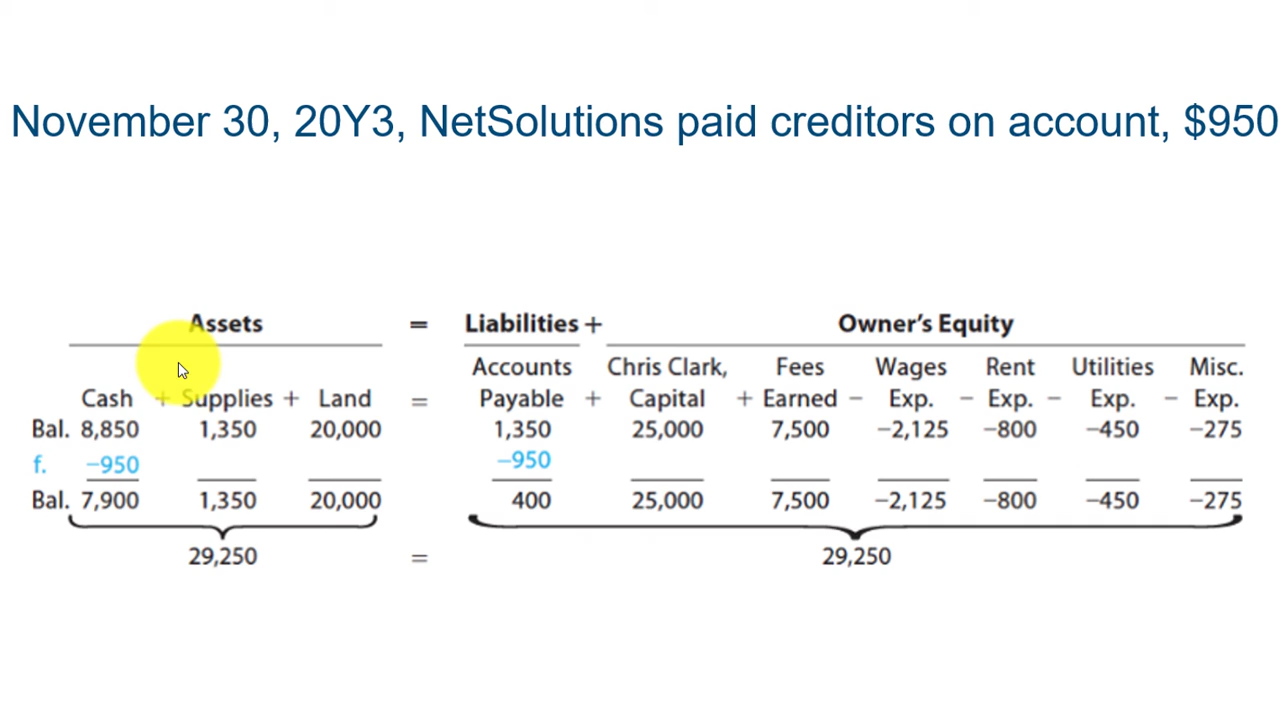 November 30, 20Y3, NetSolutions paid creditors on account, $950
Assets = Liabilities + Owner's Equity
Accounts Chris Clark, Fees Wages Rent Utilities Misc.
Cash + Supplies + Land = Payable + Capital + Earned – Exp. – Exp. – Exp. – Exp.
Bal. 8,850 1,350 20,000 1,350 25,000 7,500 –2,125 –800 –450 –275
f. –950 –950
Bal. 7,900 1,350 20,000 400 25,000 7,500 –2,125 –800 –450 –275
29,250 = 29,250